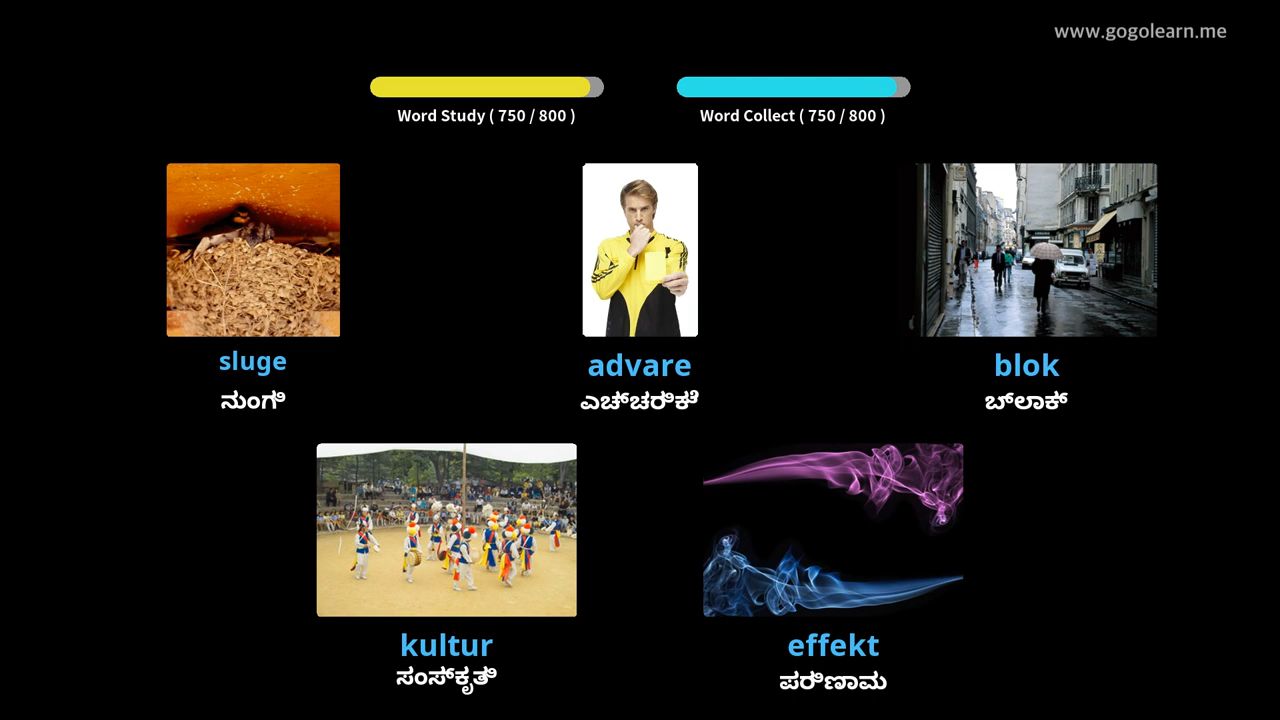 www.gogolearn.me
Word Study ( 750 / 800 )
Word Collect ( 750 / 800 )
sluge
ನುಂಗಿ
advare
ಎಚ್ಚರಿಕೆ
blok
ಬ್ಲಾಕ್
kultur
ಸಂಸ್ಕೃತಿ
effekt
ಪರಿಣಾಮ